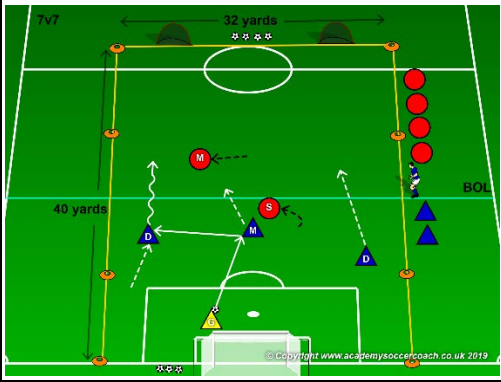 7v7
32 yards
M
BOL
40 yards
S
D
M
D
G
© Copyright www.academysoccercoach.co.uk 2019